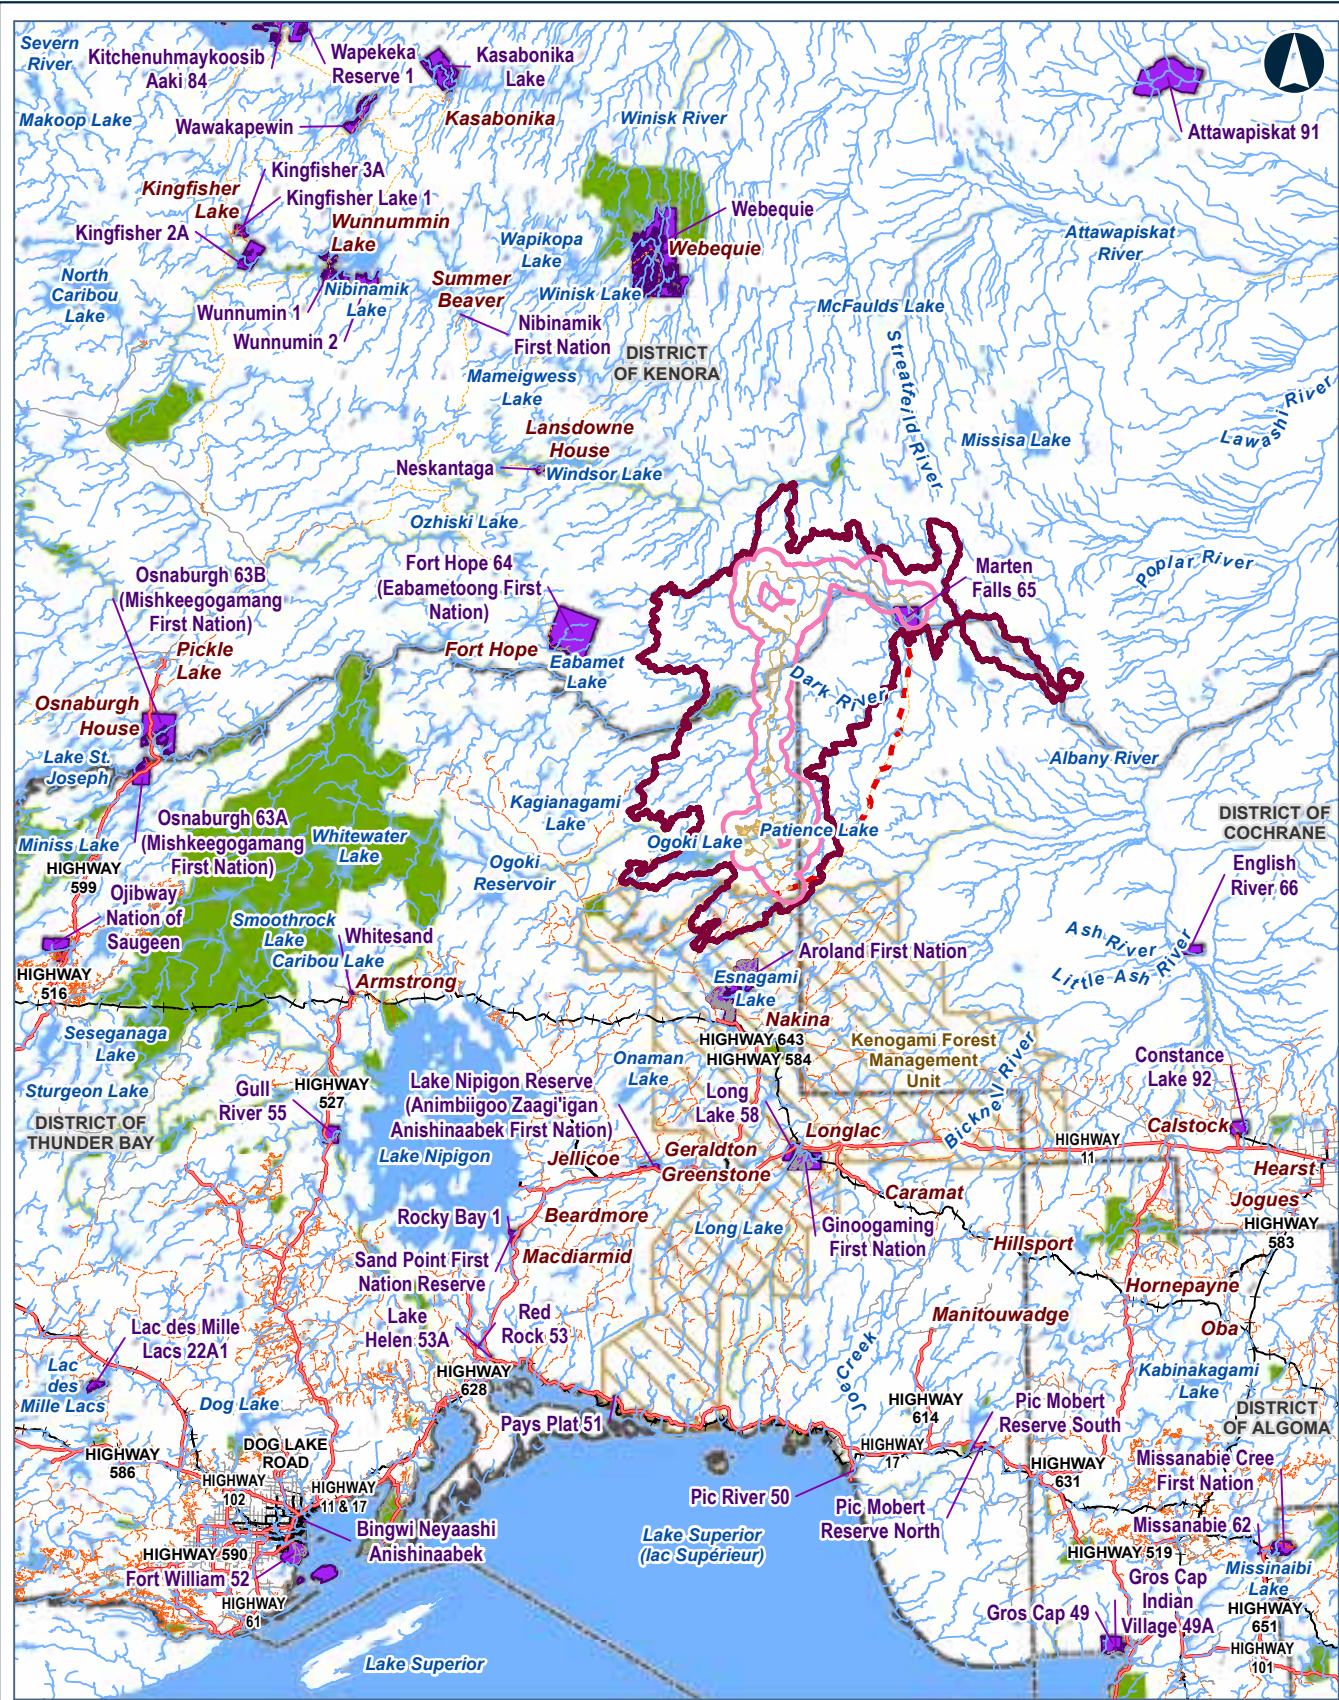 Severn
River
Kitchenuhmaykoosib
Aaki 84
Wapekeka
Reserve 1
Kasabonika
Lake
Makoop Lake
Wawakapewin
Kasabonika
Winisk River
Attawapiskat 91
Kingfisher 3A
Kingfisher
Lake
Kingfisher Lake 1
Kingfisher 2A
Wunnummin
Lake
Webequie
Webequie
Wapikopa
Lake
Attawapiskat
River
North
Caribou
Lake
Summer
Beaver
Nibinamik
Lake
Winisk Lake
McFaulds Lake
Wunnumin 1
Wunnumin 2
Nibinamik
First Nation
DISTRICT
OF KENORA
Streatfeild River
Mameigwess
Lake
Lawashi River
Lansdowne
House
Missisa Lake
Neskantaga
Windsor Lake
Ozhiski Lake
Fort Hope 64
(Eabametoong First
Nation)
Osnaburgh 63B
(Mishkeegogamang
First Nation)
Marten
Falls 65
Poplar River
Pickle
Lake
Fort Hope
Eabamet
Lake
Dark River
Osnaburgh
House
Lake St.
Joseph
Albany River
Kagianagami
Lake
Osnaburgh 63A
(Mishkeegogamang
First Nation)
Miniss Lake
Whitewater
Lake
Patience Lake
Ogoki Lake
DISTRICT OF
COCHRANE
HIGHWAY
599
Ogoki
Reservoir
English
River 66
Ojibway
Nation of
Saugeen
Smoothrock
Lake
Whitesand
Caribou Lake
Ash River
Little Ash River
Aroland First Nation
HIGHWAY
516
Armstrong
Esnagami
Lake
Nakina
Seseganaga
Lake
HIGHWAY 643
HIGHWAY 584
Kenogami Forest
Management
Unit
Onaman
Lake
Bicknell River
Constance
Lake 92
Sturgeon Lake
Gull
River 55
HIGHWAY
527
Lake Nipigon Reserve
(Animbiigoo Zaagi'igan
Anishinaabek First Nation)
Long
Lake 58
DISTRICT OF
THUNDER BAY
Longlac
Calstock
HIGHWAY
11
Lake Nipigon
Jellicoe
Geraldton
Greenstone
Hearst
Caramat
Jogues
Rocky Bay 1
Beardmore
Long Lake
Ginoogaming
First Nation
HIGHWAY
583
Hillsport
Sand Point First
Nation Reserve
Macdiarmid
Hornepayne
Lake
Helen 53A
Red
Rock 53
Manitouwadge
Oba
Lac des Mille
Lacs 22A1
Lac
des
Mille Lacs
HIGHWAY
628
Joe Creek
Kabinakagami
Lake
Dog Lake
HIGHWAY
614
Pic Mobert
Reserve South
DISTRICT
OF ALGOMA
Pays Plat 51
HIGHWAY
586
DOG LAKE
ROAD
HIGHWAY
17
HIGHWAY
631
Missanabie Cree
First Nation
HIGHWAY
102
HIGHWAY
11 & 17
Pic River 50
Pic Mobert
Reserve North
Bingwi Neyaashi
Anishinaabek
Lake Superior
(lac Supérieur)
Missanabie 62
HIGHWAY 590
HIGHWAY 519
Fort William 52
Missinaibi
Lake
HIGHWAY
61
Gros Cap
Indian
Village 49A
Gros Cap 49
HIGHWAY
651
HIGHWAY
101
Lake Superior